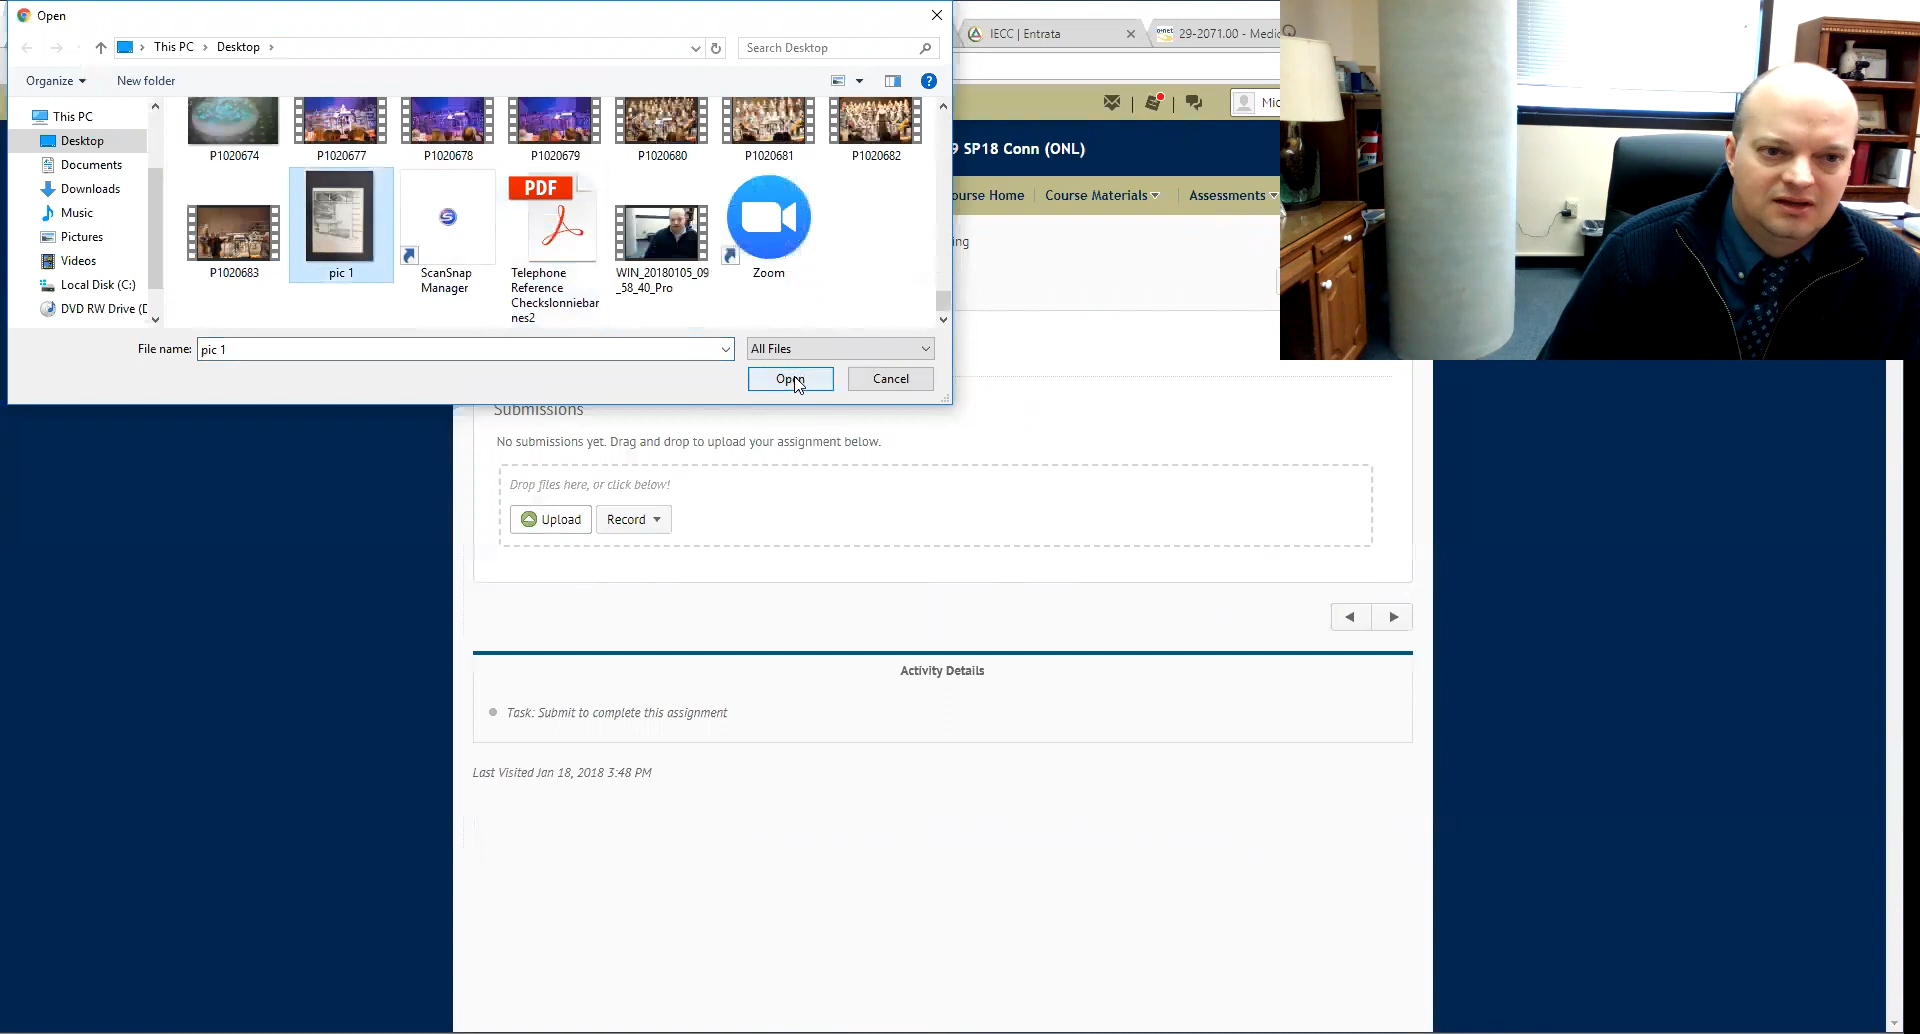 Open
This PC
Desktop
Search Desktop
Organize
New folder
?
This PC
Desktop
Documents
Downloads
Music
Pictures
Videos
Local Disk (C:)
DVD RW Drive (D
P1020674
P1020677
P1020678
P1020679
P1020680
P1020681
P1020682
P1020683
pic 1
S
ScanSnap
Manager
PDF
Telephone
Reference
Checkslonniebar
nes2
WIN_20180105_09
_58_40_Pro
Zoom
File name:
pic 1
All Files
Open
Cancel
IECC | Entrata
29-2071.00 - Medic
Mic
9 SP18 Conn (ONL)
ourse Home
Course Materials
Assessments
ing
Submissions
No submissions yet. Drag and drop to upload your assignment below.
Drop files here, or click below!
Upload
Record
Activity Details
Task: Submit to complete this assignment
Last Visited Jan 18, 2018 3:48 PM